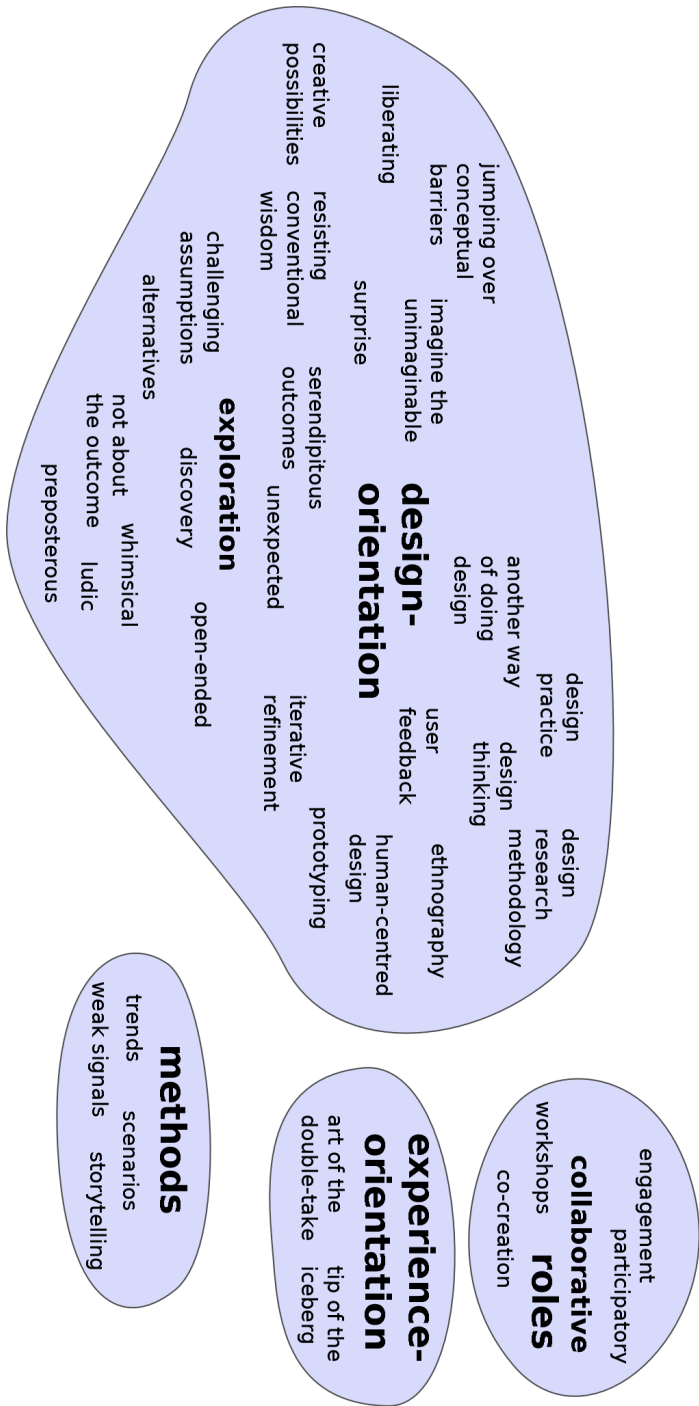 jumping over
conceptual
barriers
liberating
creative
possibilities
resisting
conventional
wisdom
imagine the
unimaginable
surprise
challenging
assumptions
alternatives
serendipitous
outcomes
design-
orientation
exploration
unexpected
discovery
not about
the outcome
whimsical
ludic
preposterous
open-ended
another way
of doing
design
design
practice
design
thinking
user
feedback
iterative
refinement
design
research
methodology
ethnography
human-centred
design
prototyping
engagement
participatory
collaborative
roles
workshops
co-creation
experience-
orientation
art of the
double-take
tip of the
iceberg
methods
trends
scenarios
weak signals
storytelling